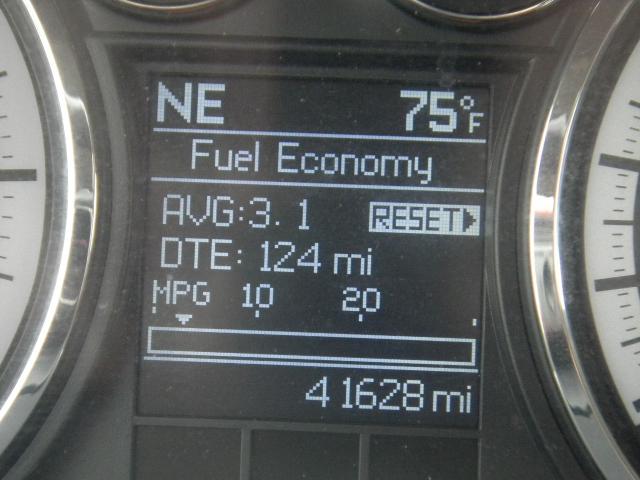 NE 75°F
Fuel Economy
AVG:3.1 RESET
DTE: 124 mi
MPG 10 20
41628 mi